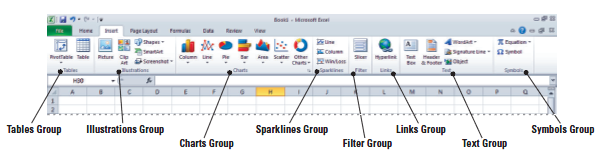 Book2 - Microsoft Excel
File Home Insert Page Layout Formulas Data Review View
PivotTable Table Picture Clip Art Shapes SmartArt Screenshot Column Line Pie Bar Area Scatter Other Charts Line Column Win/Loss Slicer Hyperlink Text Box Header & Footer WordArt Signature Line Object Equation Symbol
Tables Illustrations Charts Sparklines Filter Links Text Symbols
H30 fx
A B C D E F G H I J K L M N O P Q
1
2
Tables Group Illustrations Group Sparklines Group Links Group Symbols Group
Charts Group Filter Group Text Group